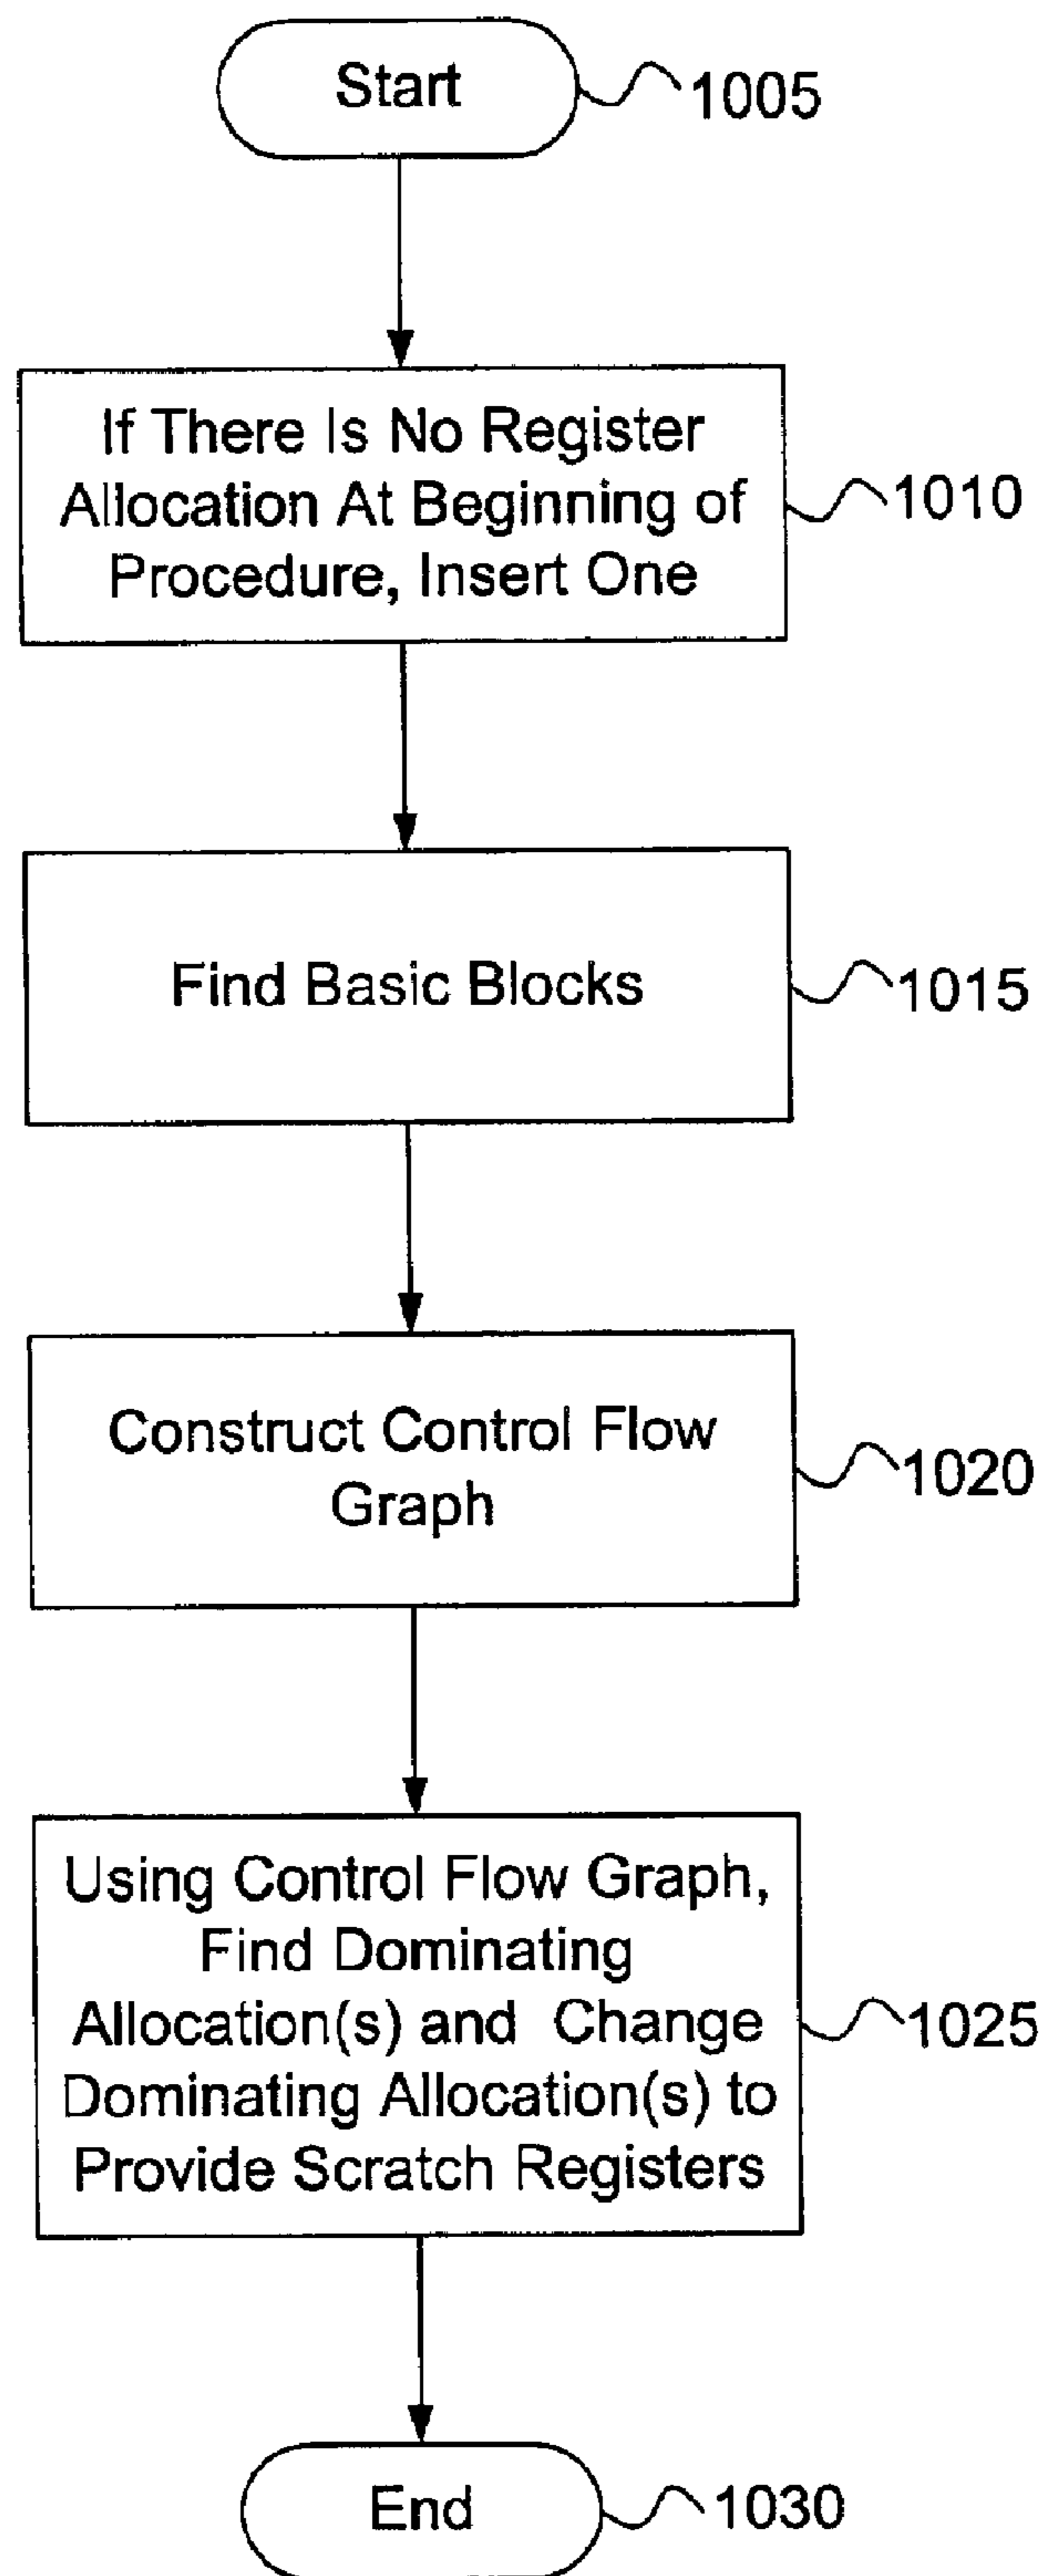 Start
1005
If There Is No Register
Allocation At Beginning of
Procedure, Insert One
1010
Find Basic Blocks
1015
Construct Control Flow
Graph
1020
Using Control Flow Graph,
Find Dominating
Allocation(s) and Change
Dominating Allocation(s) to
Provide Scratch Registers
1025
End
1030